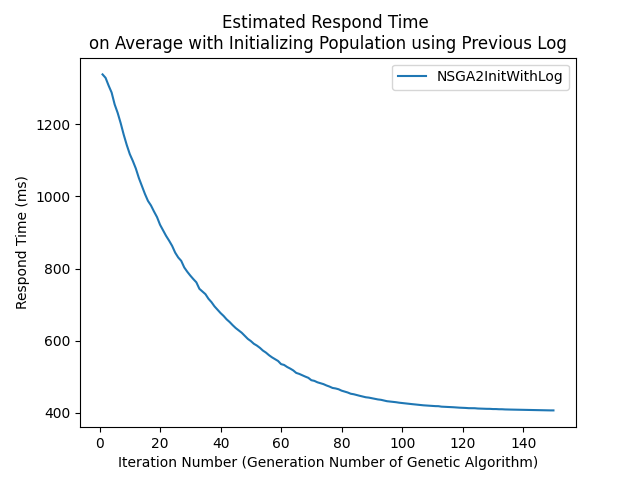 Estimated Respond Time
on Average with Initializing Population using Previous Log
NSGA2InitWithLog
Respond Time (ms)
1200
1000
800
600
400
0 20 40 60 80 100 120 140
Iteration Number (Generation Number of Genetic Algorithm)